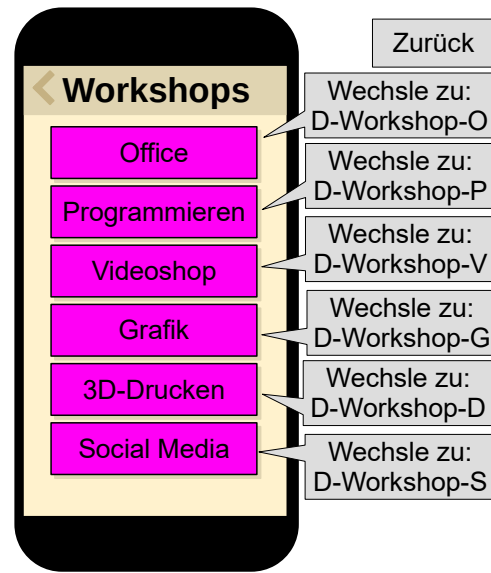 Zurück
Workshops
Office
Wechsle zu:
D-Workshop-O
Programmieren
Wechsle zu:
D-Workshop-P
Videoshop
Wechsle zu:
D-Workshop-V
Grafik
Wechsle zu:
D-Workshop-G
3D-Drucken
Wechsle zu:
D-Workshop-D
Social Media
Wechsle zu:
D-Workshop-S